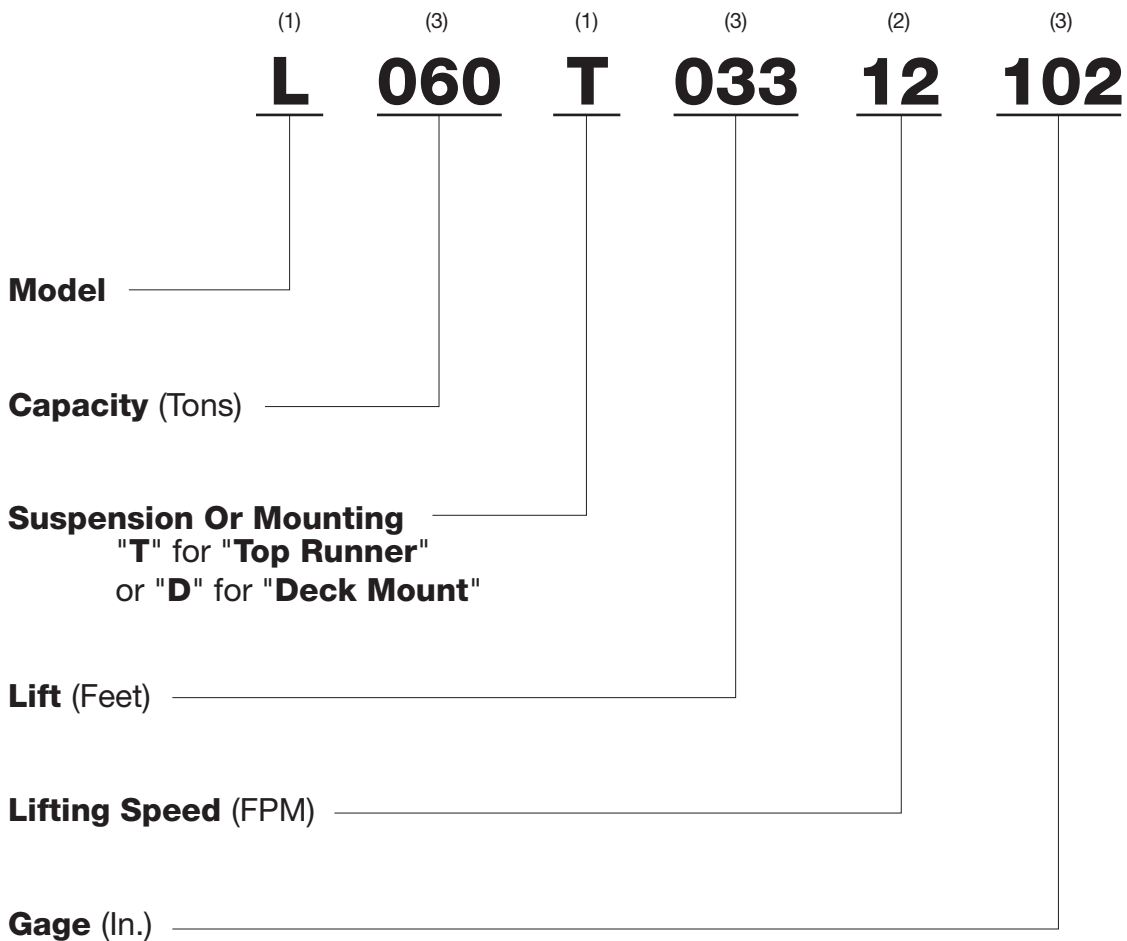 (1) (3) (1) (3) (2) (3)
L 060 T 033 12 102
Model
Capacity (Tons)
Suspension Or Mounting
"T" for "Top Runner"
or "D" for "Deck Mount"
Lift (Feet)
Lifting Speed (FPM)
Gage (In.)